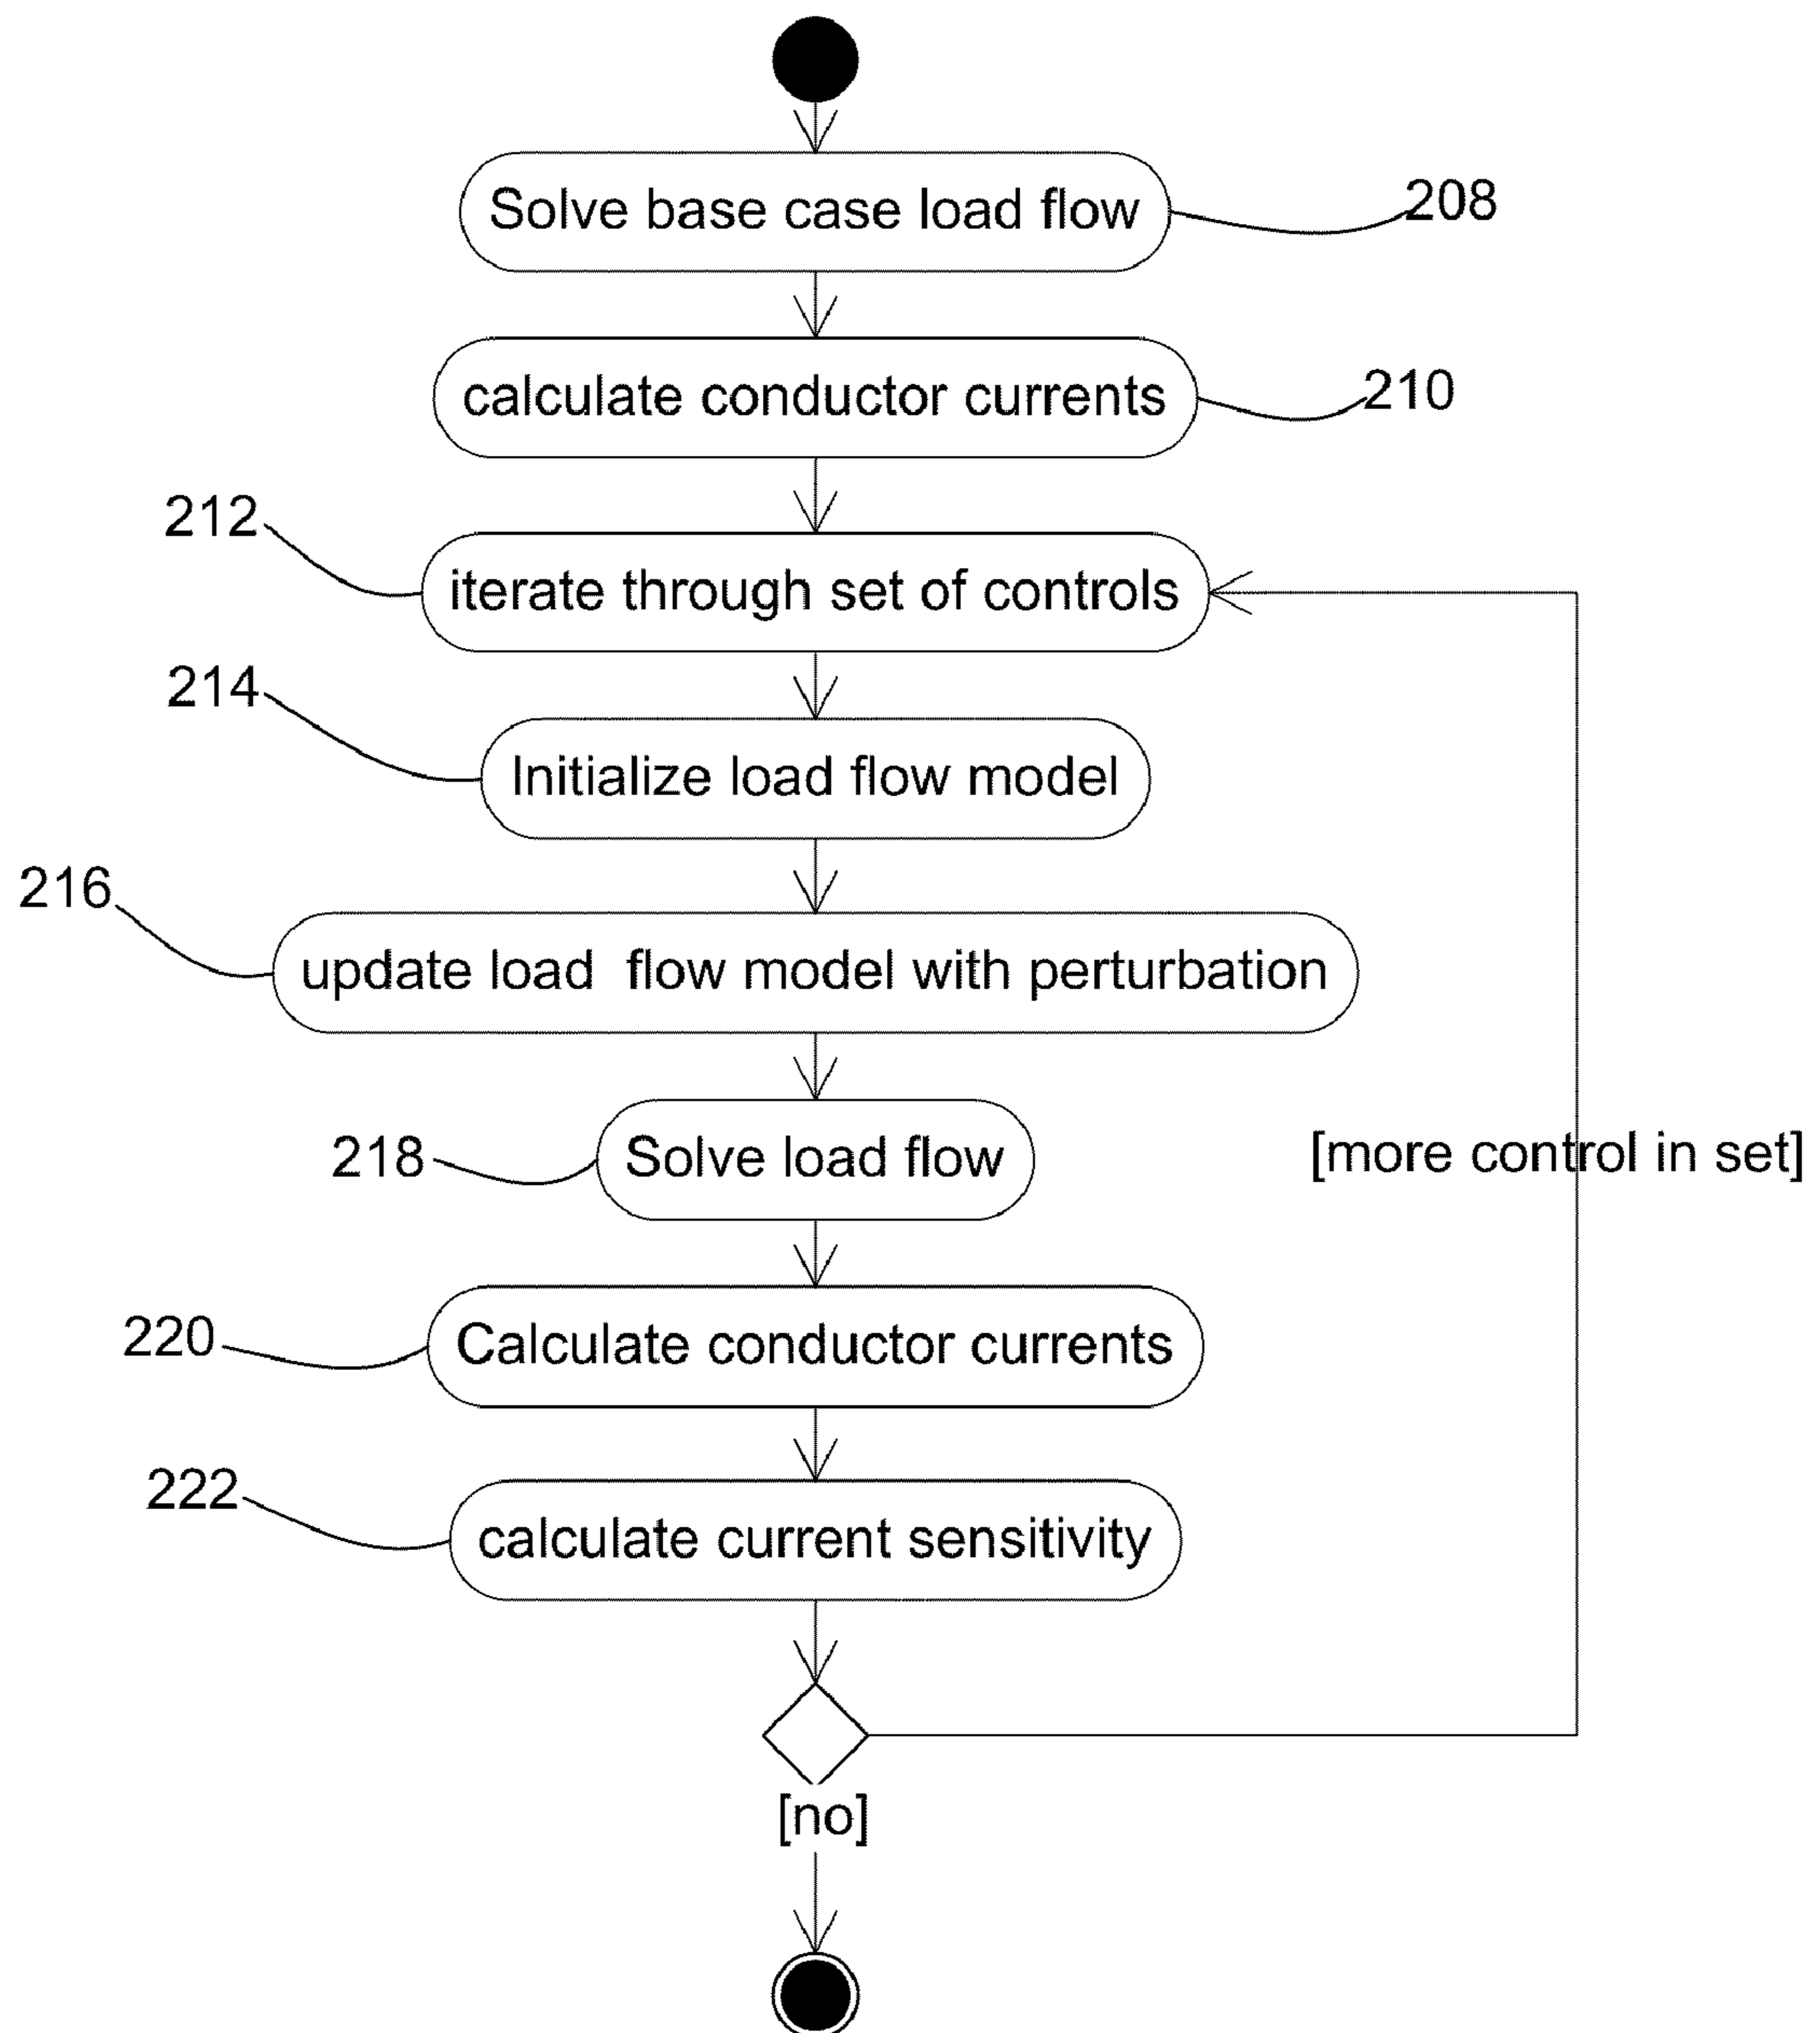 Solve base case load flow
208
calculate conductor currents
210
212
iterate through set of controls
214
Initialize load flow model
216
update load flow model with perturbation
218
Solve load flow
[more control in set]
220
Calculate conductor currents
222
calculate current sensitivity
[no]